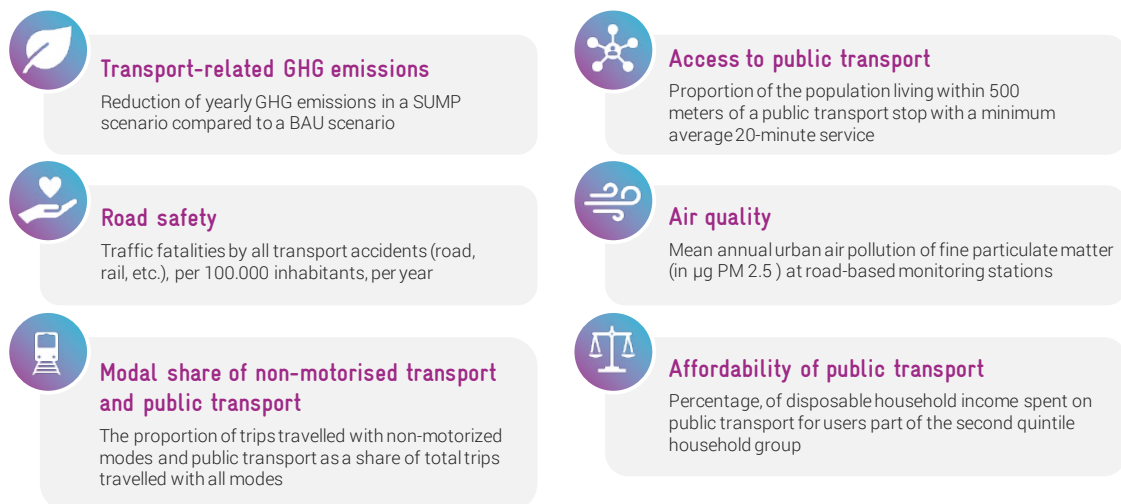 Transport-related GHG emissions
Reduction of yearly GHG emissions in a SUMP
scenario compared to a BAU scenario
Road safety
Traffic fatalities by all transport accidents (road,
rail, etc.), per 100.000 inhabitants, per year
Modal share of non-motorised transport
and public transport
The proportion of trips travelled with non-motorized
modes and public transport as a share of total trips
travelled with all modes
Access to public transport
Proportion of the population living within 500
meters of a public transport stop with a minimum
average 20-minute service
Air quality
Mean annual urban air pollution of fine particulate matter
(in µg PM 2.5 ) at road-based monitoring stations
Affordability of public transport
Percentage, of disposable household income spent on
public transport for users part of the second quintile
household group